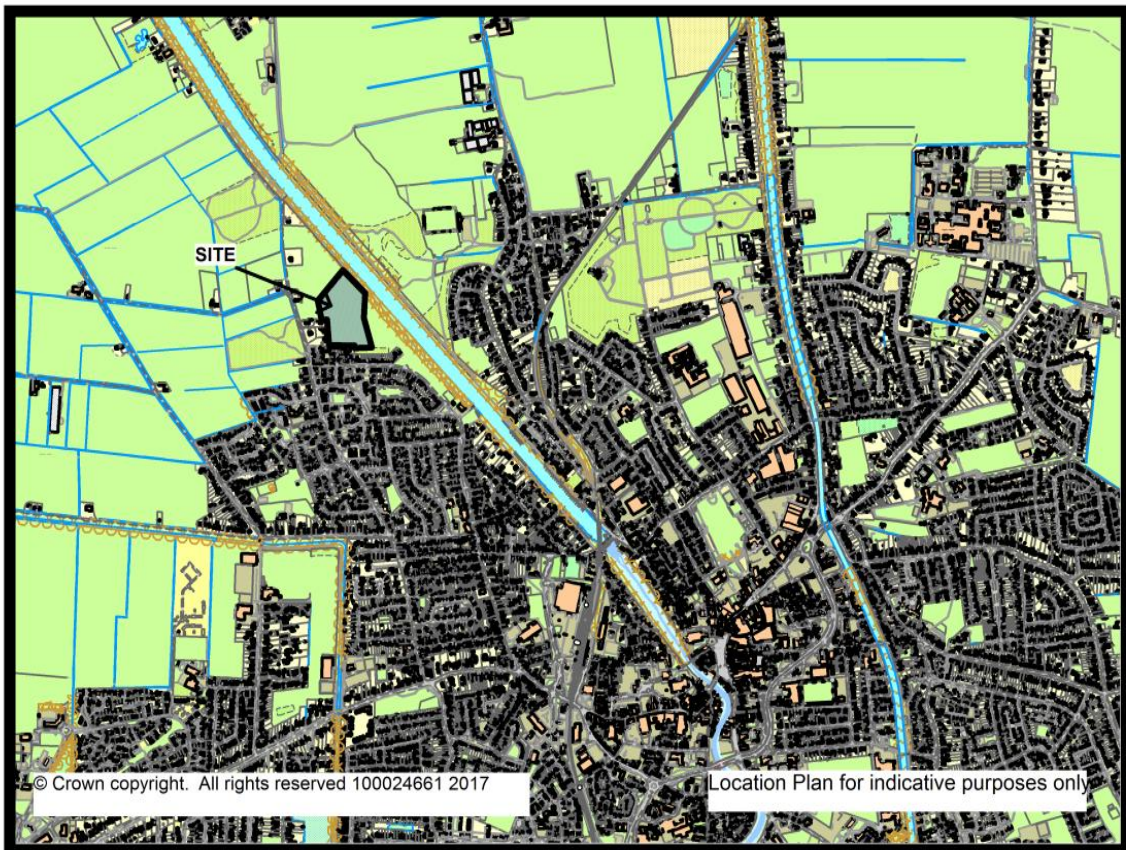 SITE
© Crown copyright. All rights reserved 100024661 2017
Location Plan for indicative purposes only